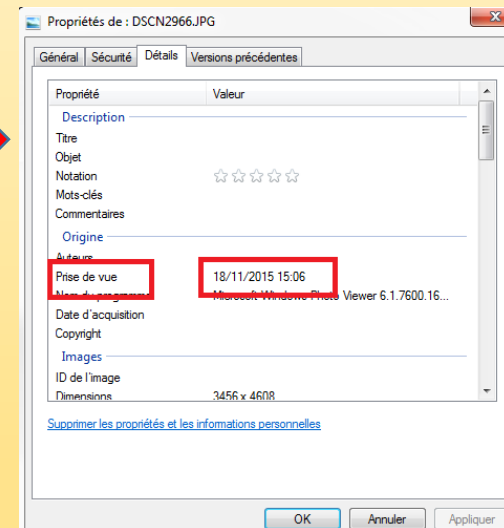 Propriétés de : DSCN2966.JPG
Général Sécurité Détails Versions précédentes
Propriété Valeur
Description
Titre
Objet
Notation
Mots-clés
Commentaires
Origine
Auteurs
Prise de vue 18/11/2015 15:06
Nom du programme Microsoft Windows Photo Viewer 6.1.7600.16...
Date d'acquisition
Copyright
Images
ID de l'image
Dimensions 3456 x 4608
Supprimer les propriétés et les informations personnelles
OK Annuler Appliquer